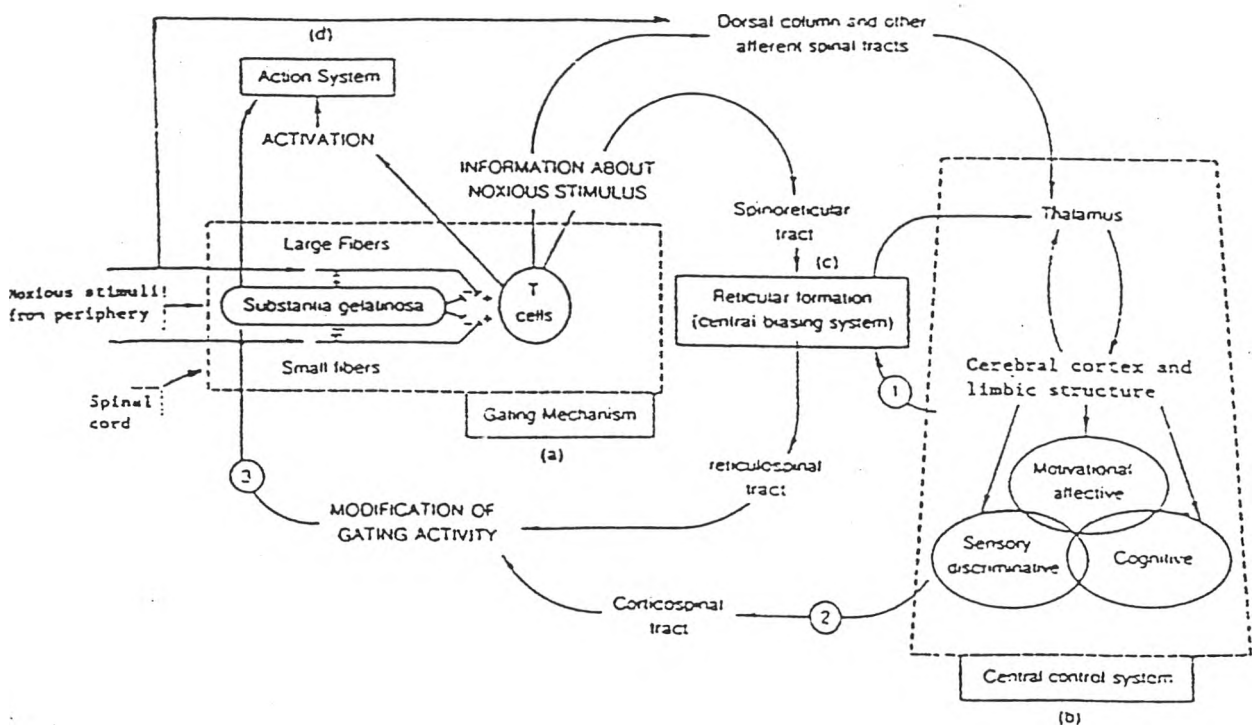 (d)
Action System
ACTIVATION
Dorsal column and other
afferent spinal tracts
INFORMATION ABOUT
NOXIOUS STIMULUS
Spinoreticular
tract
(c)
Reticular formation
(central biasing system)
Thalamus
Large Fibers
Noxious stimuli
from periphery
Substantia gelatinosa
T
cells
Small fibers
Spinal
cord
Gating Mechanism
(a)
Cerebral cortex and
limbic structure
1
Motivational
affective
Sensory
discriminative
Cognitive
reticulospinal
tract
3
MODIFICATION OF
GATING ACTIVITY
Corticospinal
tract
2
Central control system
(b)